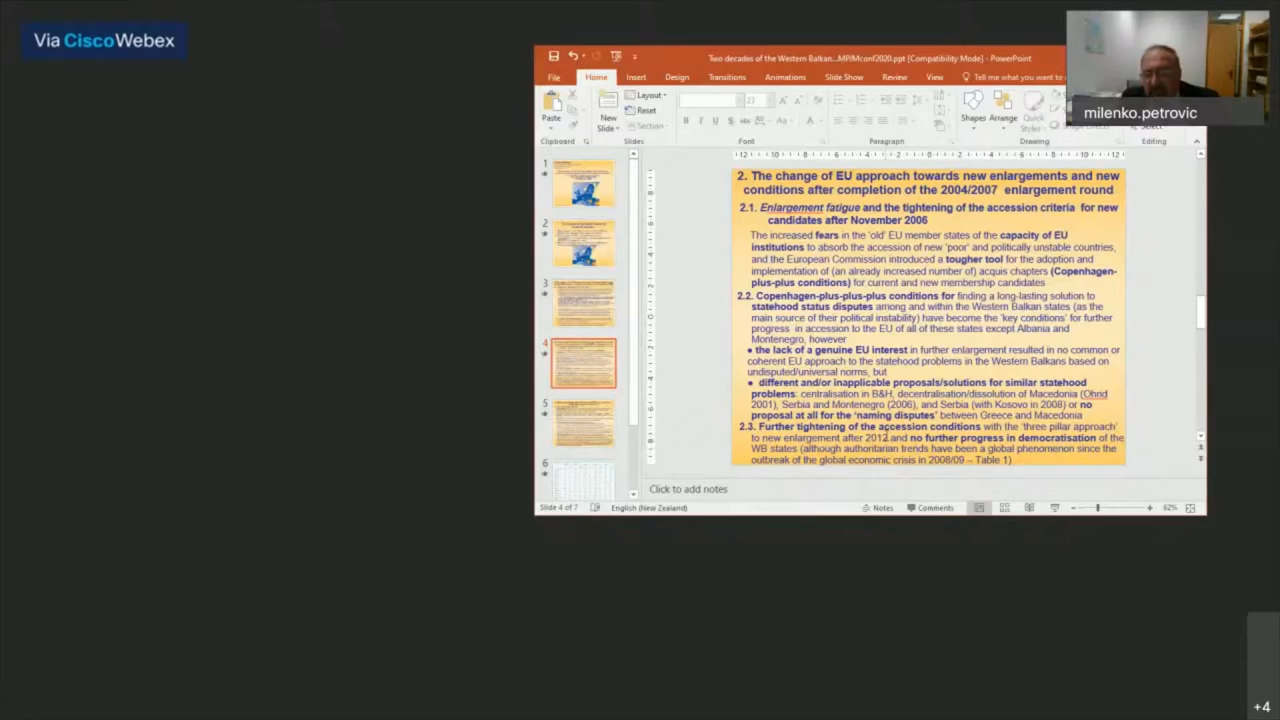 Via CiscoWebex
Two decades of the Western Balkan...MP/Mconf2020.ppt [Compatibility Mode] - PowerPoint
File Home Insert Design Transitions Animations Slide Show Review View Tell me what you want to
Paste
New
Slide
Layout
Reset
Section
23
B I U S abc AV Aa A
Shapes Arrange Quick
Styles
Select
Clipboard Slides Font Paragraph Drawing Editing
milenko.petrovic
1
2
3
4
5
6
2. The change of EU approach towards new enlargements and new
conditions after completion of the 2004/2007 enlargement round
2.1. Enlargement fatigue and the tightening of the accession criteria for new
candidates after November 2006
The increased fears in the 'old' EU member states of the capacity of EU
institutions to absorb the accession of new 'poor' and politically unstable countries,
and the European Commission introduced a tougher tool for the adoption and
implementation of (an already increased number of) acquis chapters (Copenhagen-
plus-plus conditions) for current and new membership candidates
2.2. Copenhagen-plus-plus-plus conditions for finding a long-lasting solution to
statehood status disputes among and within the Western Balkan states (as the
main source of their political instability) have become the 'key conditions' for further
progress in accession to the EU of all of these states except Albania and
Montenegro, however
• the lack of a genuine EU interest in further enlargement resulted in no common or
coherent EU approach to the statehood problems in the Western Balkans based on
undisputed/universal norms, but
• different and/or inapplicable proposals/solutions for similar statehood
problems: centralisation in B&H, decentralisation/dissolution of Macedonia (Ohrid
2001), Serbia and Montenegro (2006), and Serbia (with Kosovo in 2008) or no
proposal at all for the 'naming disputes' between Greece and Macedonia
2.3. Further tightening of the accession conditions with the 'three pillar approach'
to new enlargement after 2012 and no further progress in democratisation of the
WB states (although authoritarian trends have been a global phenomenon since the
outbreak of the global economic crisis in 2008/09 – Table 1)
Click to add notes
Slide 4 of 7 English (New Zealand) Notes Comments 62%
+4